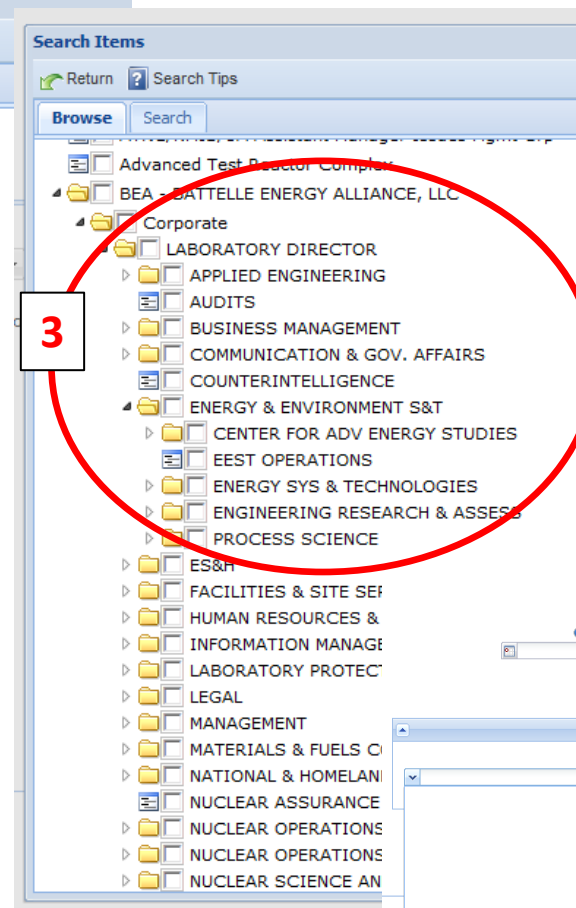 Search Items
Return Search Tips
Browse Search
Advanced Test Reactor Complex
BEA - BATTELLE ENERGY ALLIANCE, LLC
Corporate
LABORATORY DIRECTOR
APPLIED ENGINEERING
AUDITS
3
BUSINESS MANAGEMENT
COMMUNICATION & GOV. AFFAIRS
COUNTERINTELLIGENCE
ENERGY & ENVIRONMENT S&T
CENTER FOR ADV ENERGY STUDIES
EEST OPERATIONS
ENERGY SYS & TECHNOLOGIES
ENGINEERING RESEARCH & ASSESS
PROCESS SCIENCE
ES&H
FACILITIES & SITE SER
HUMAN RESOURCES &
INFORMATION MANAGE
LABORATORY PROTECT
LEGAL
MANAGEMENT
MATERIALS & FUELS C
NATIONAL & HOMELAN
NUCLEAR ASSURANCE
NUCLEAR OPERATIONS
NUCLEAR OPERATIONS
NUCLEAR SCIENCE AN